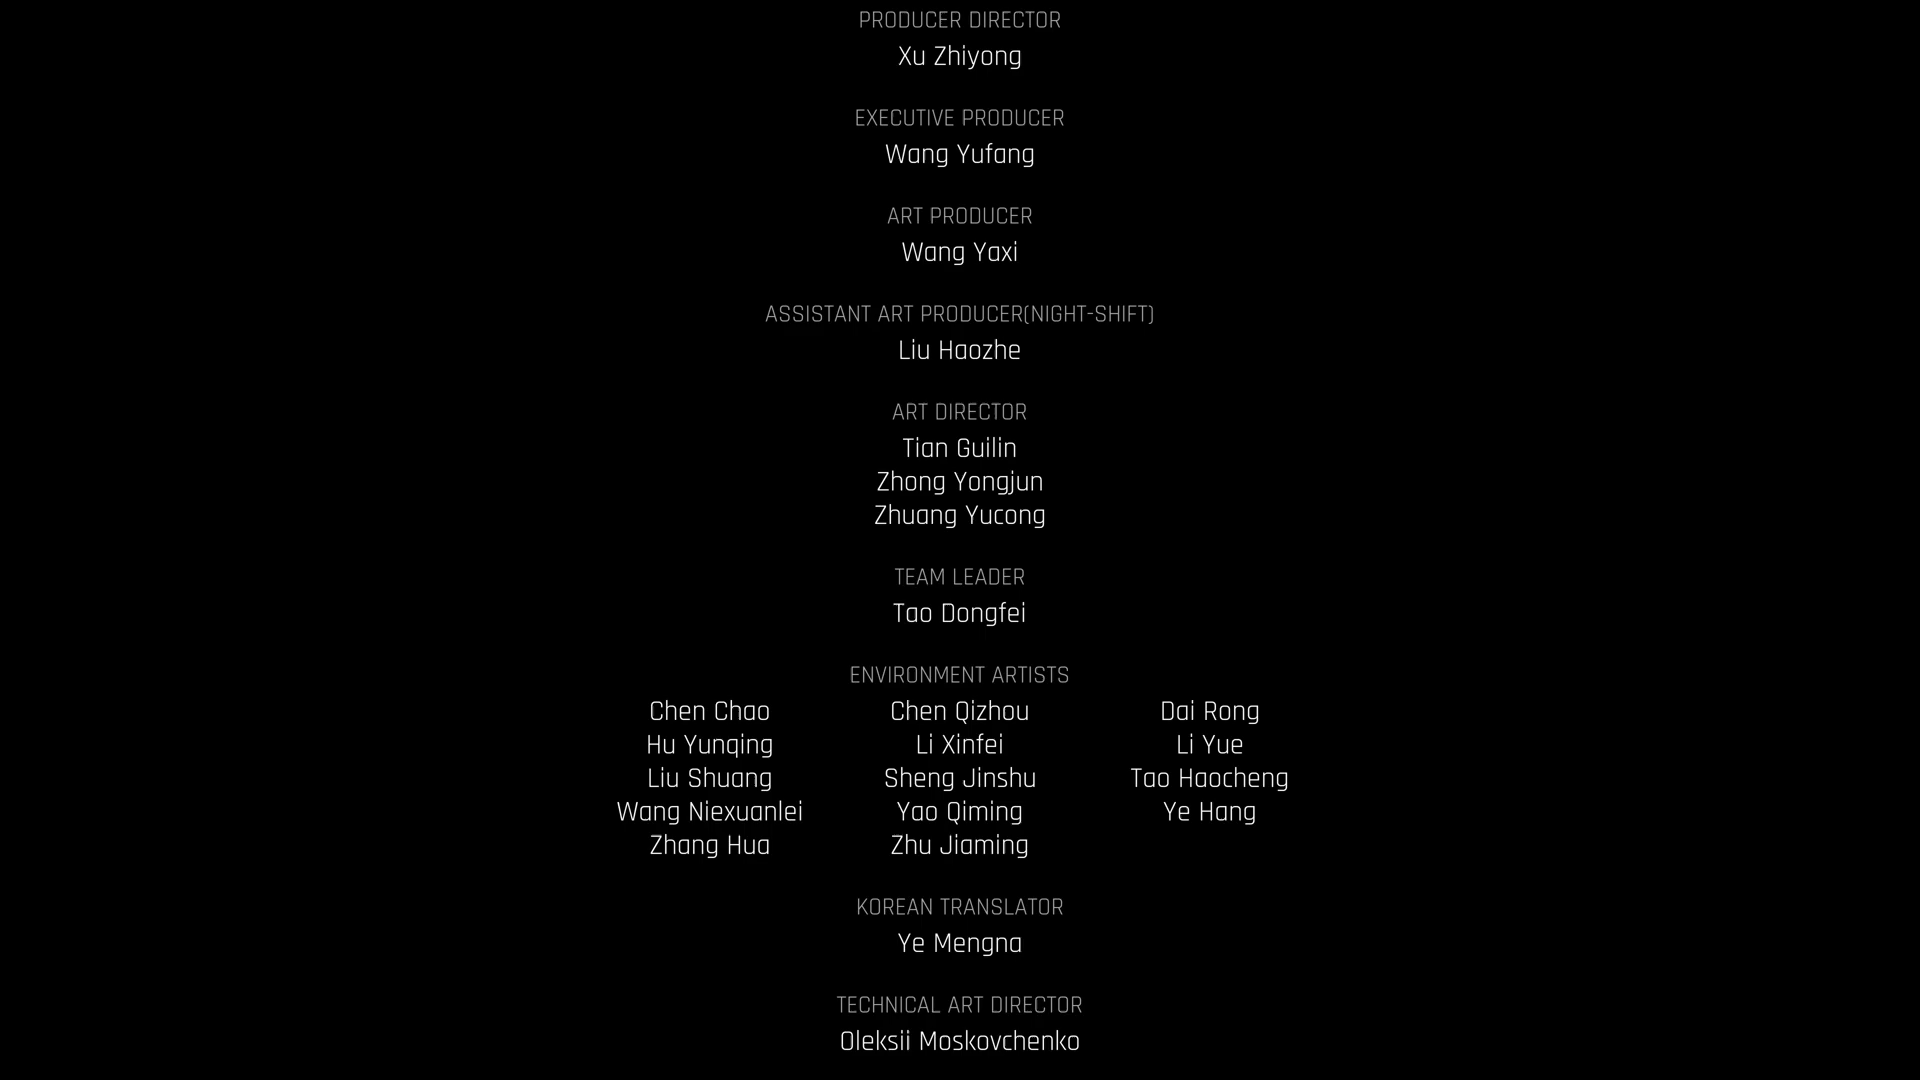 PRODUCER DIRECTOR
Xu Zhiyong
EXECUTIVE PRODUCER
Wang Yufang
ART PRODUCER
Wang Yaxi
ASSISTANT ART PRODUCER(NIGHT-SHIFT)
Liu Haozhe
ART DIRECTOR
Tian Guilin
Zhong Yongjun
Zhuang Yucong
TEAM LEADER
Tao Dongfei
ENVIRONMENT ARTISTS
Chen Chao Chen Qizhou Dai Rong
Hu Yunqing Li Xinfei Li Yue
Liu Shuang Sheng Jinshu Tao Haocheng
Wang Niexuanlei Yao Qiming Ye Hang
Zhang Hua Zhu Jiaming
KOREAN TRANSLATOR
Ye Mengna
TECHNICAL ART DIRECTOR
Oleksii Moskovchenko